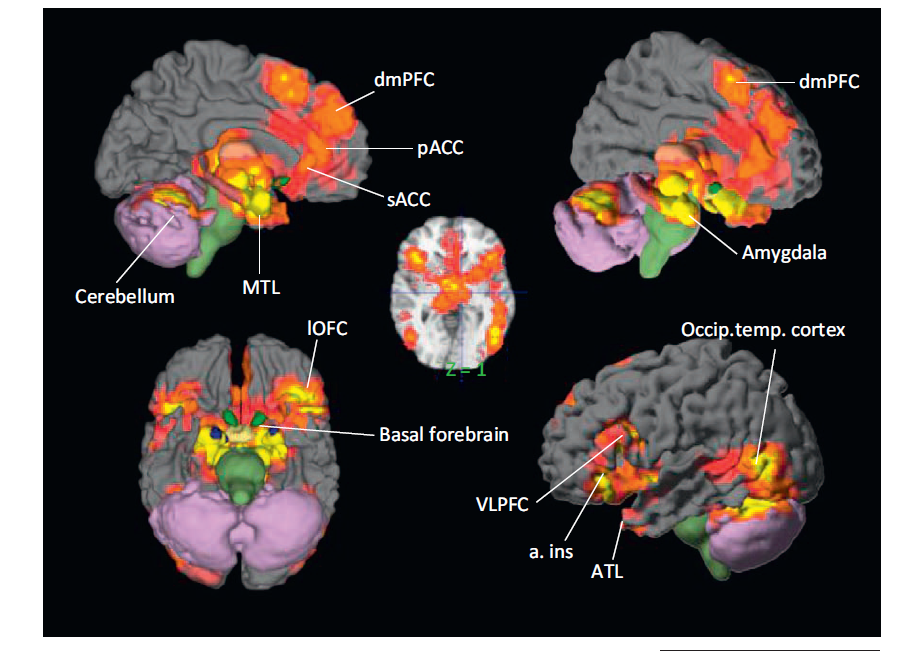 dmPFC
pACC
sACC
MTL
Cerebellum
dmPFC
Amygdala
Z = 1
lOFC
Basal forebrain
Occip.temp. cortex
VLPFC
a. ins
ATL